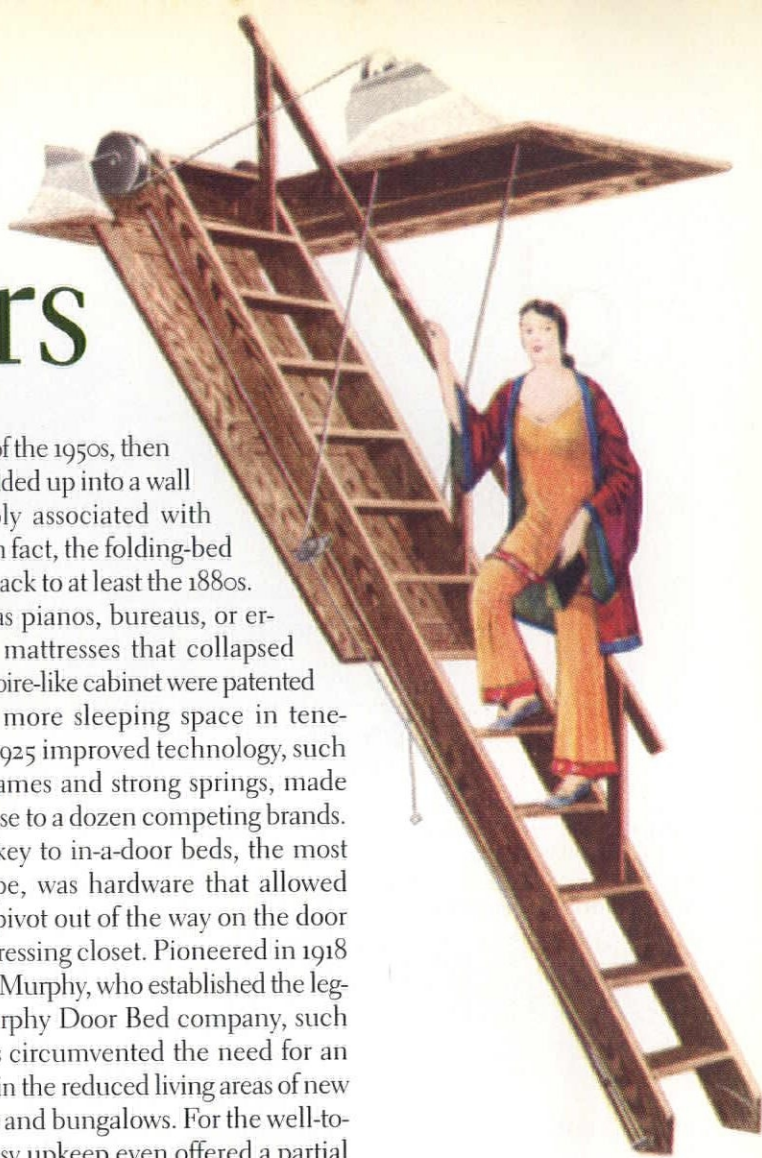 rs
of the 1950s, then
ded up into a wall
ly associated with
fact, the folding-bed
ack to at least the 1880s.
as pianos, bureaus, or er-
mattresses that collapsed
pire-like cabinet were patented
more sleeping space in tene-
925 improved technology, such
ames and strong springs, made
se to a dozen competing brands.
key to in-a-door beds, the most
pe, was hardware that allowed
pivot out of the way on the door
ressing closet. Pioneered in 1918
Murphy, who established the leg-
rphy Door Bed company, such
s circumvented the need for an
in the reduced living areas of new
and bungalows. For the well-to-
sy upkeep even offered a partial